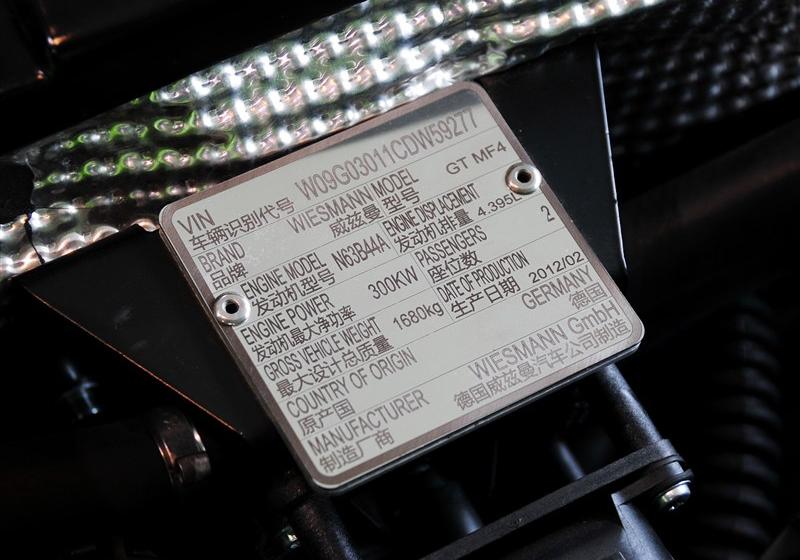 VIN
车辆识别代号 W09G03011CDW59277
BRAND WIESMANN MODEL GT MF4
品牌 威兹曼 型号
ENGINE MODEL N63B44A ENGINE DISPLACEMENT 4.395L
发动机型号 发动机排量
ENGINE POWER 300KW PASSENGERS 2
发动机最大净功率 座位数
GROSS VEHICLE WEIGHT 1680kg DATE OF PRODUCTION 2012/02
最大设计总质量 生产日期
COUNTRY OF ORIGIN GERMANY
原产国 德国
MANUFACTURER WIESMANN GmbH
制造厂商 德国威兹曼汽车公司制造